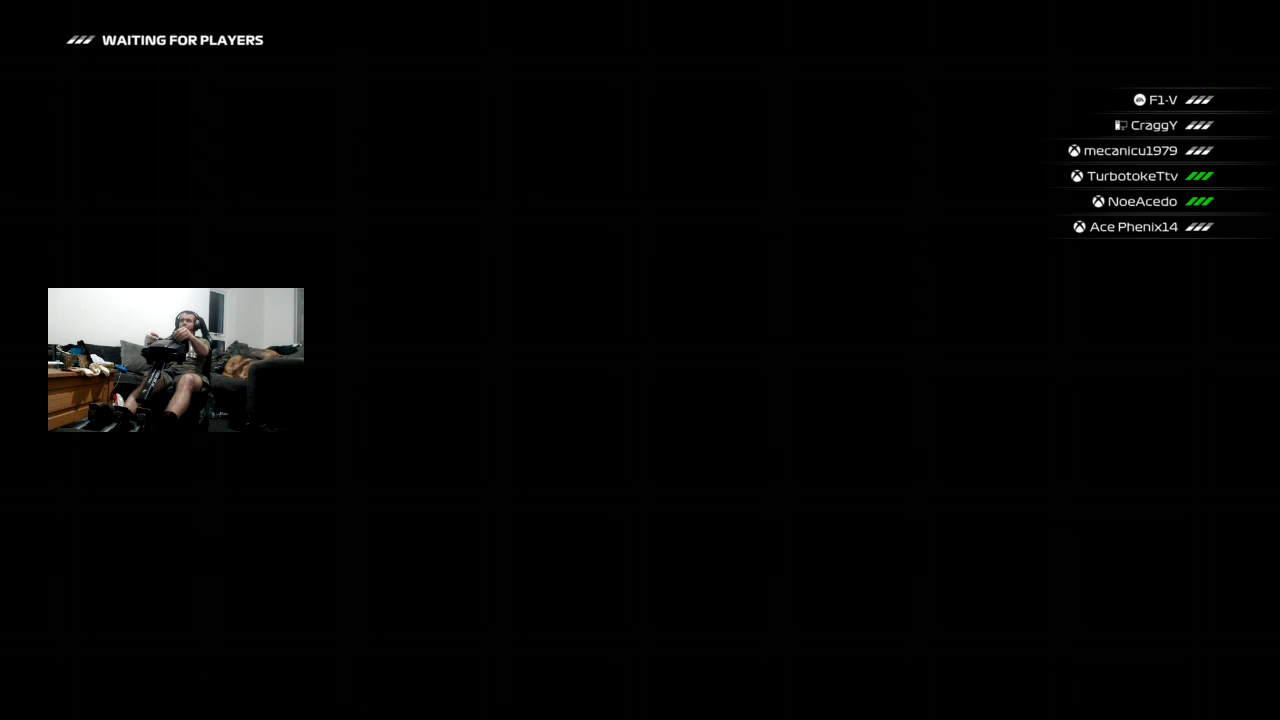 WAITING FOR PLAYERS
F1-V
CraggY
mecanicu1979
TurbotokeTtv
NoeAcedo
Ace Phenix14